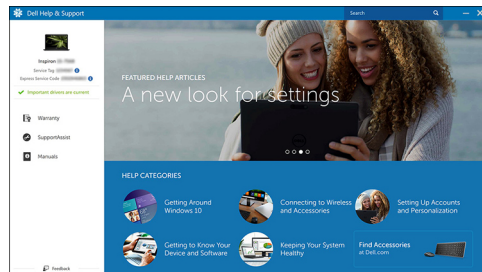 Dell Help & Support
Search
Inspiron
Service Tag
Express Service Code
Important drivers are current
Warranty
SupportAssist
Manuals
Feedback
FEATURED HELP ARTICLES
A new look for settings
HELP CATEGORIES
Getting Around
Windows 10
Connecting to Wireless
and Accessories
Setting Up Accounts
and Personalization
Getting to Know Your
Device and Software
Keeping Your System
Healthy
Find Accessories
at Dell.com